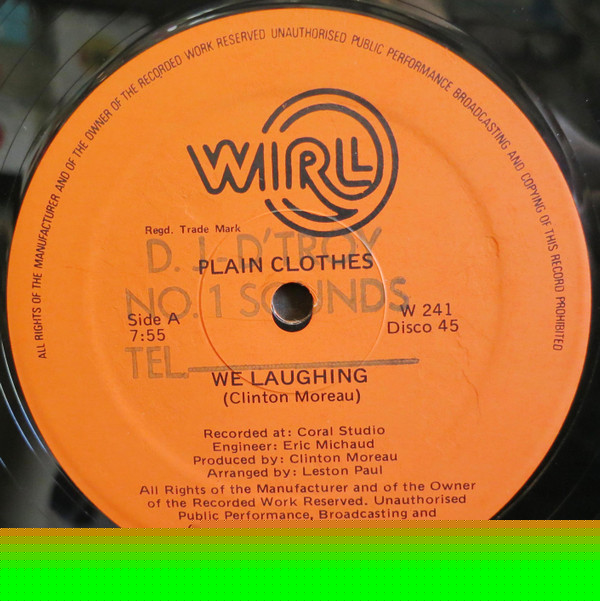 ALL RIGHTS OF THE MANUFACTURER AND OF THE OWNER OF THE RECORDED WORK RESERVED UNAUTHORISED PUBLIC PERFORMANCE BROADCASTING AND COPYING OF THIS RECORD PROHIBITED
WIRL
Regd. Trade Mark
D. J-D'TROY
PLAIN CLOTHES
NO. 1 SOUNDS
Side A
7:55
W 241
Disco 45
TEL.
WE LAUGHING
(Clinton Moreau)
Recorded at: Coral Studio
Engineer: Eric Michaud
Produced by: Clinton Moreau
Arranged by: Leston Paul
All Rights of the Manufacturer and of the Owner
of the Recorded Work Reserved. Unauthorised
Public Performance, Broadcasting and